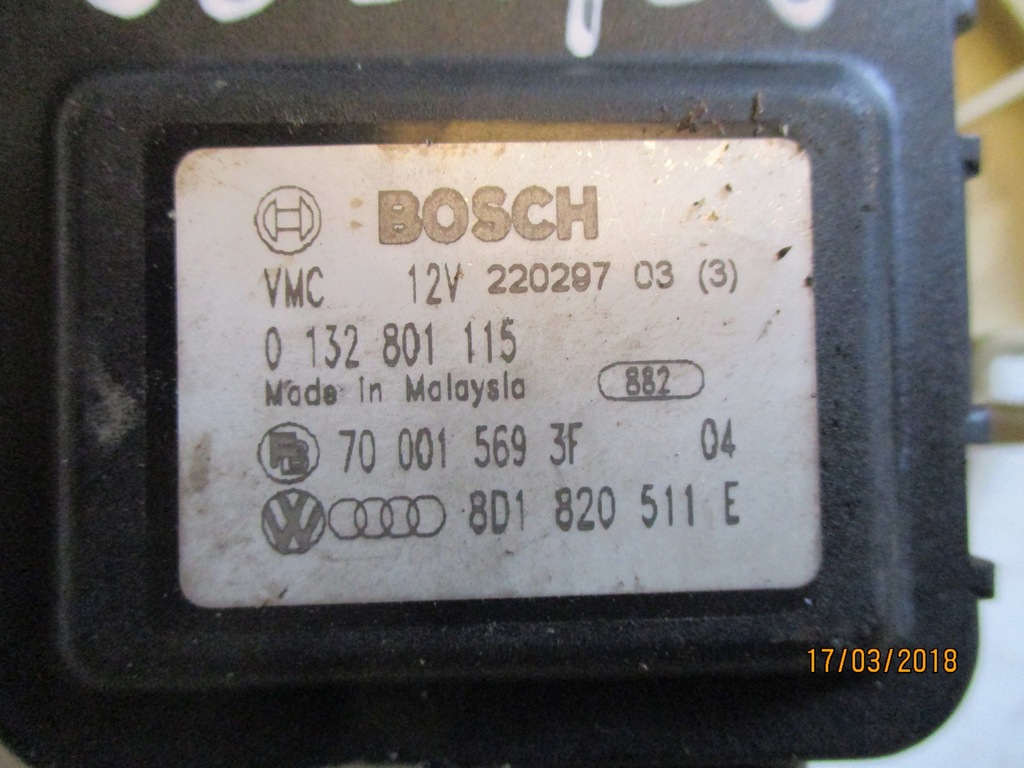 BOSCH
VMC 12V 220297 03 (3)
0 132 801 115
Made in Malaysia 882
70 001 569 3F 04
8D1 820 511 E
17/03/2018